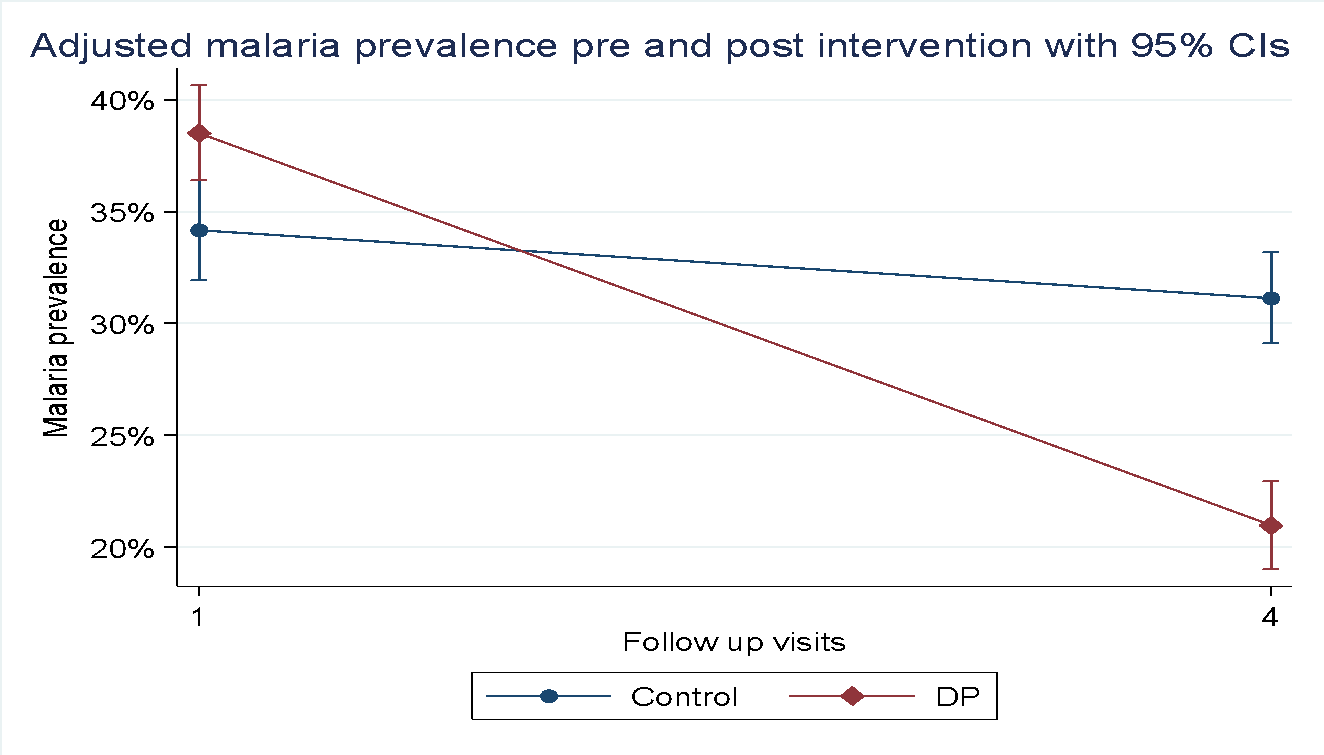 Adjusted malaria prevalence pre and post intervention with 95% CIs
40%
35%
30%
25%
20%
Malaria prevalence
1 4
Follow up visits
Control DP